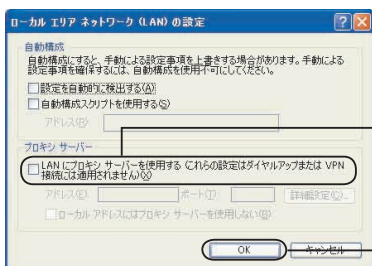 ローカル エリア ネットワーク (LAN) の設定
自動構成
自動構成にすると、手動による設定事項を上書きする場合があります。手動による
設定事項を確保するには、自動構成を使用不可にしてください。
設定を自動的に検出する(A)
自動構成スクリプトを使用する(S)
アドレス(R)
プロキシ サーバー
LAN にプロキシ サーバーを使用する (これらの設定はダイヤルアップまたは VPN
接続には適用されません)(X)
アドレス(E): ポート(T): 詳細設定(C)...
ローカル アドレスにはプロキシ サーバーを使用しない(B)
OK キャンセル